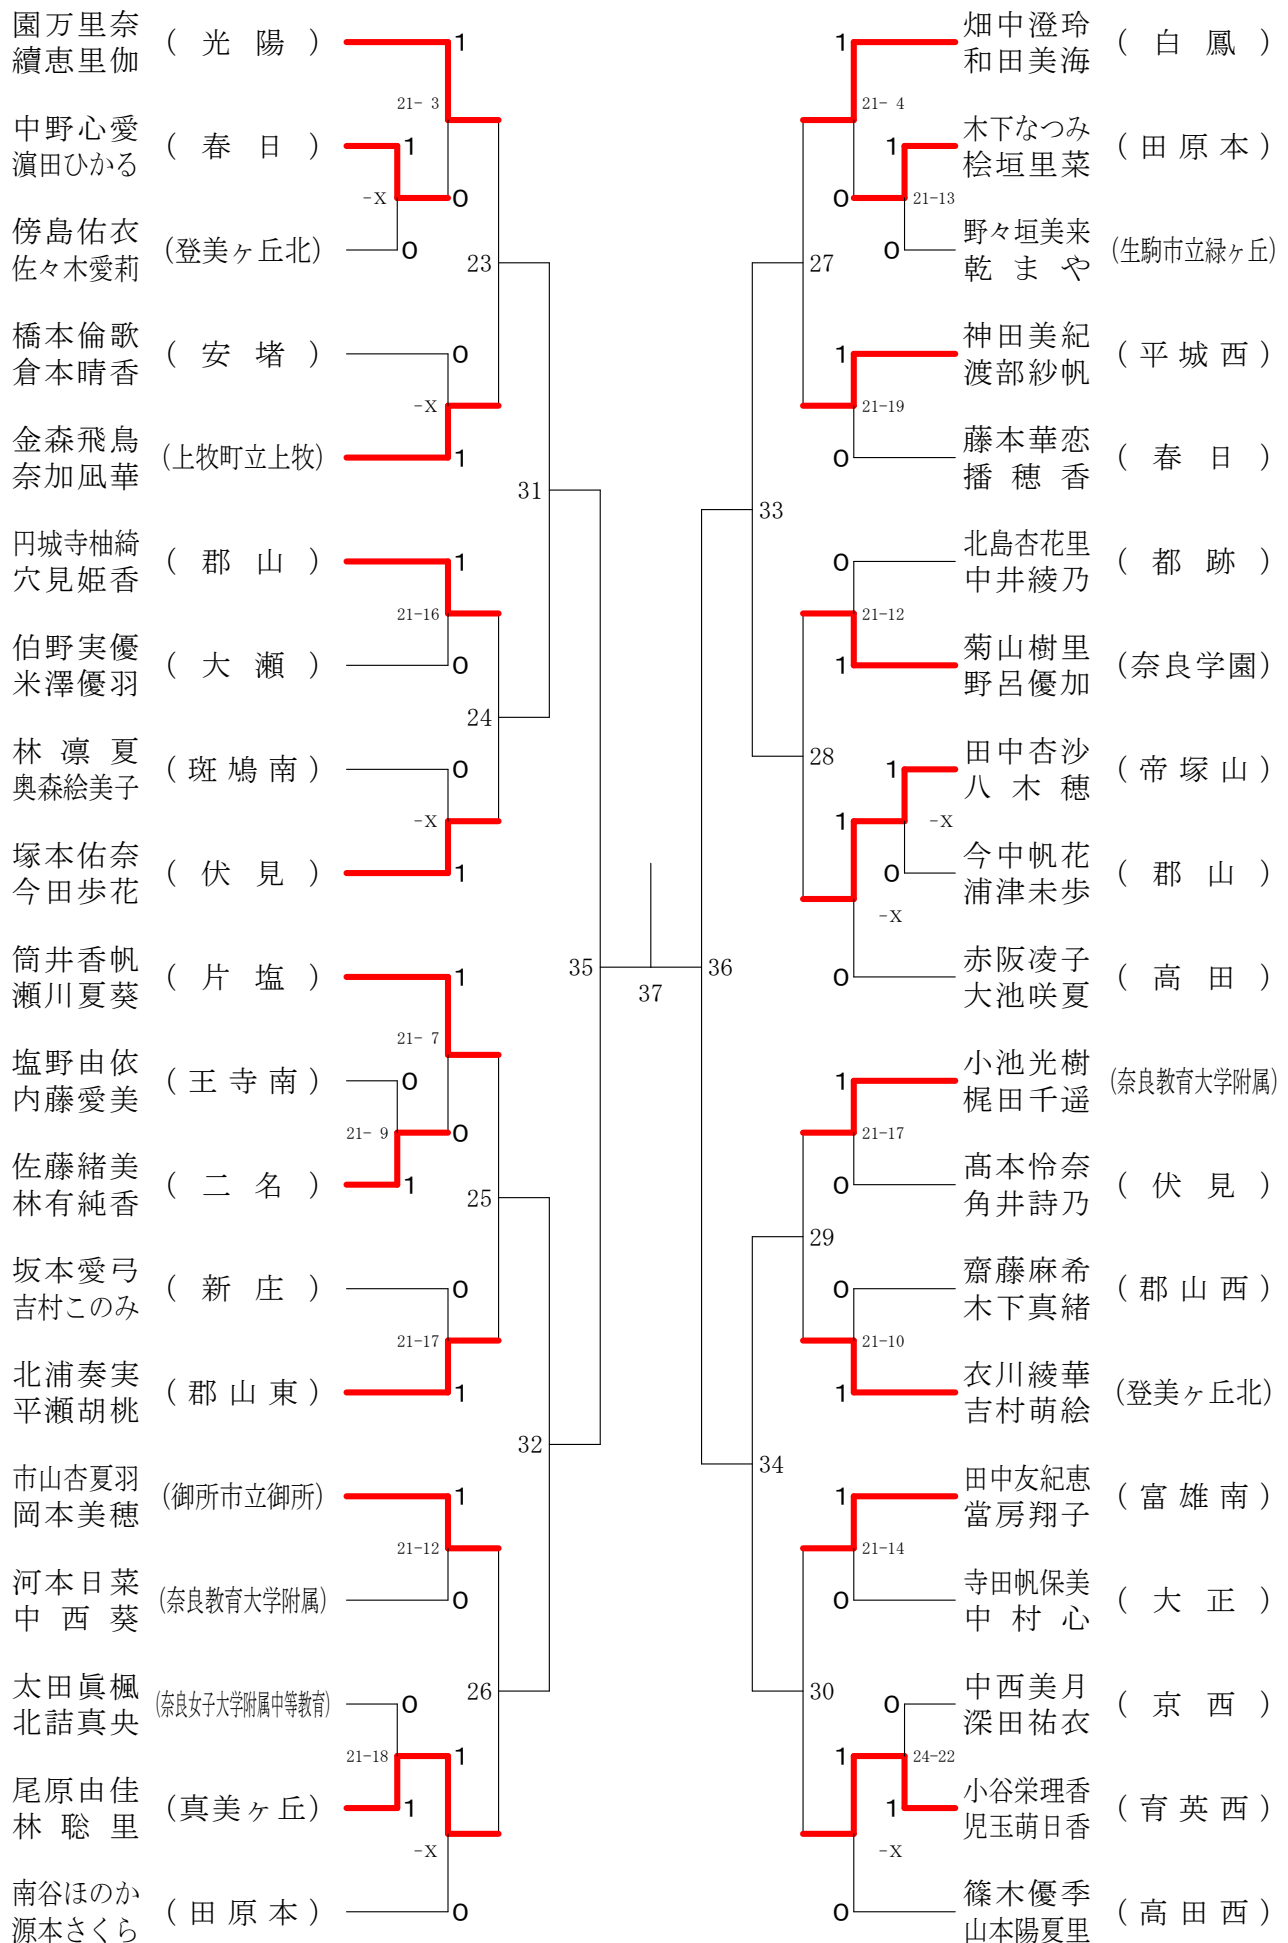 園万里奈
續恵里伽
( 光陽 )
1
21- 3
中野心愛
濵田ひかる
( 春日 )
1
-X
0
傍島佑衣
佐々木愛莉
(登美ヶ丘北)
0
23
橋本倫歌
倉本晴香
( 安堵 )
0
-X
金森飛鳥
奈加凪華
(上牧町立上牧)
1
31
円城寺柚綺
穴見姫香
( 郡山 )
1
21-16
伯野実優
米澤優羽
( 大瀬 )
0
24
林凛夏
奥森絵美子
( 斑鳩南 )
0
-X
塚本佑奈
今田歩花
( 伏見 )
1
35
筒井香帆
瀬川夏葵
( 片塩 )
1
21- 7
塩野由依
内藤愛美
( 王寺南 )
0
21- 9
0
佐藤緒美
林有純香
( 二名 )
1
25
坂本愛弓
吉村このみ
( 新庄 )
0
21-17
北浦奏実
平瀬胡桃
( 郡山東 )
1
32
市山杏夏羽
岡本美穂
(御所市立御所)
1
21-12
河本日菜
中西葵
(奈良教育大学附属)
0
26
太田眞楓
北詰真央
(奈良女子大学附属中等教育)
0
21-18
1
尾原由佳
林聡里
(真美ヶ丘)
1
-X
南谷ほのか
源本さくら
( 田原本 )
0
37
畑中澄玲
和田美海
( 白鳳 )
1
21- 4
木下なつみ
桧垣里菜
( 田原本 )
1
0
21-13
野々垣美来
乾まや
(生駒市立緑ヶ丘)
0
27
神田美紀
渡部紗帆
( 平城西 )
1
21-19
藤本華恋
播穂香
( 春日 )
0
33
北島杏花里
中井綾乃
( 都跡 )
0
21-12
菊山樹里
野呂優加
(奈良学園)
1
28
田中杏沙
八木穂
( 帝塚山 )
1
1
-X
今中帆花
浦津未歩
( 郡山 )
0
-X
赤阪凌子
大池咲夏
( 高田 )
0
36
小池光樹
梶田千遥
(奈良教育大学附属)
1
21-17
髙本怜奈
角井詩乃
( 伏見 )
0
29
齋藤麻希
木下真緒
( 郡山西 )
0
21-10
衣川綾華
吉村萌絵
(登美ヶ丘北)
1
34
田中友紀恵
當房翔子
( 富雄南 )
1
21-14
寺田帆保美
中村心
( 大正 )
0
30
中西美月
深田祐衣
( 京西 )
0
1
24-22
小谷栄理香
児玉萌日香
( 育英西 )
1
-X
篠木優季
山本陽夏里
( 高田西 )
0